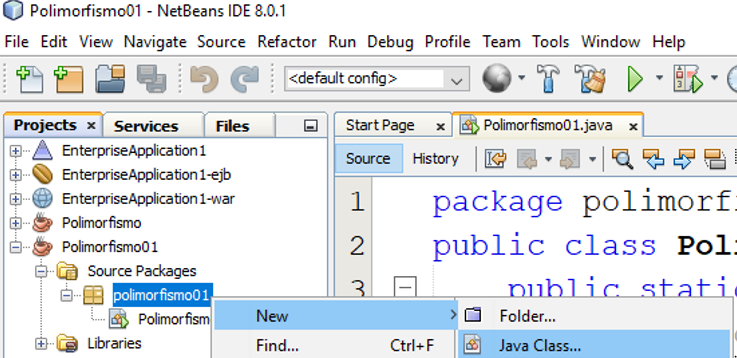 Polimorfismo01 - NetBeans IDE 8.0.1
File Edit View Navigate Source Refactor Run Debug Profile Team Tools Window Help
<default config>
Projects x Services Files
Start Page x Polimorfismo01.java x
Source History
EnterpriseApplication1
EnterpriseApplication1-ejb
EnterpriseApplication1-war
Polimorfismo
Polimorfismo01
Source Packages
polimorfismo01
Polimorfism
Libraries
1 package polimorfi
2 public class Pol
3 public stati
New
Find... Ctrl+F
Folder...
Java Class...